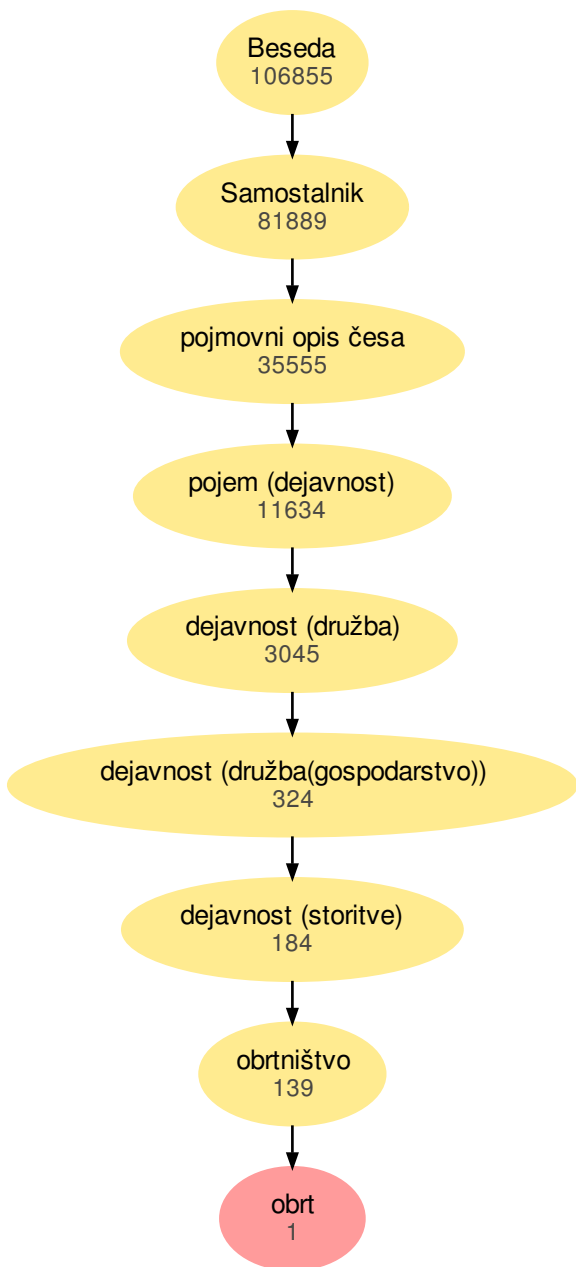 Beseda
106855
Samostalnik
81889
pojmovni opis česa
35555
pojem (dejavnost)
11634
dejavnost (družba)
3045
dejavnost (družba(gospodarstvo))
324
dejavnost (storitve)
184
obrtništvo
139
obrt
1